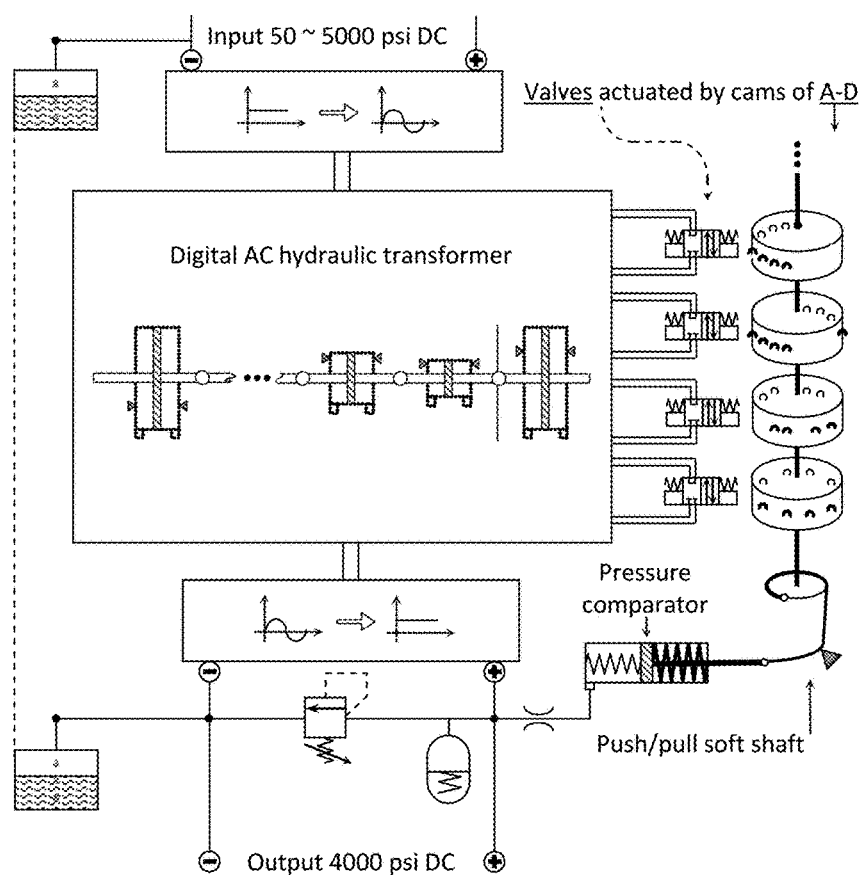 Input 50 ~ 5000 psi DC
Valves actuated by cams of A-D
Digital AC hydraulic transformer
Pressure
comparator
Push/pull soft shaft
Output 4000 psi DC